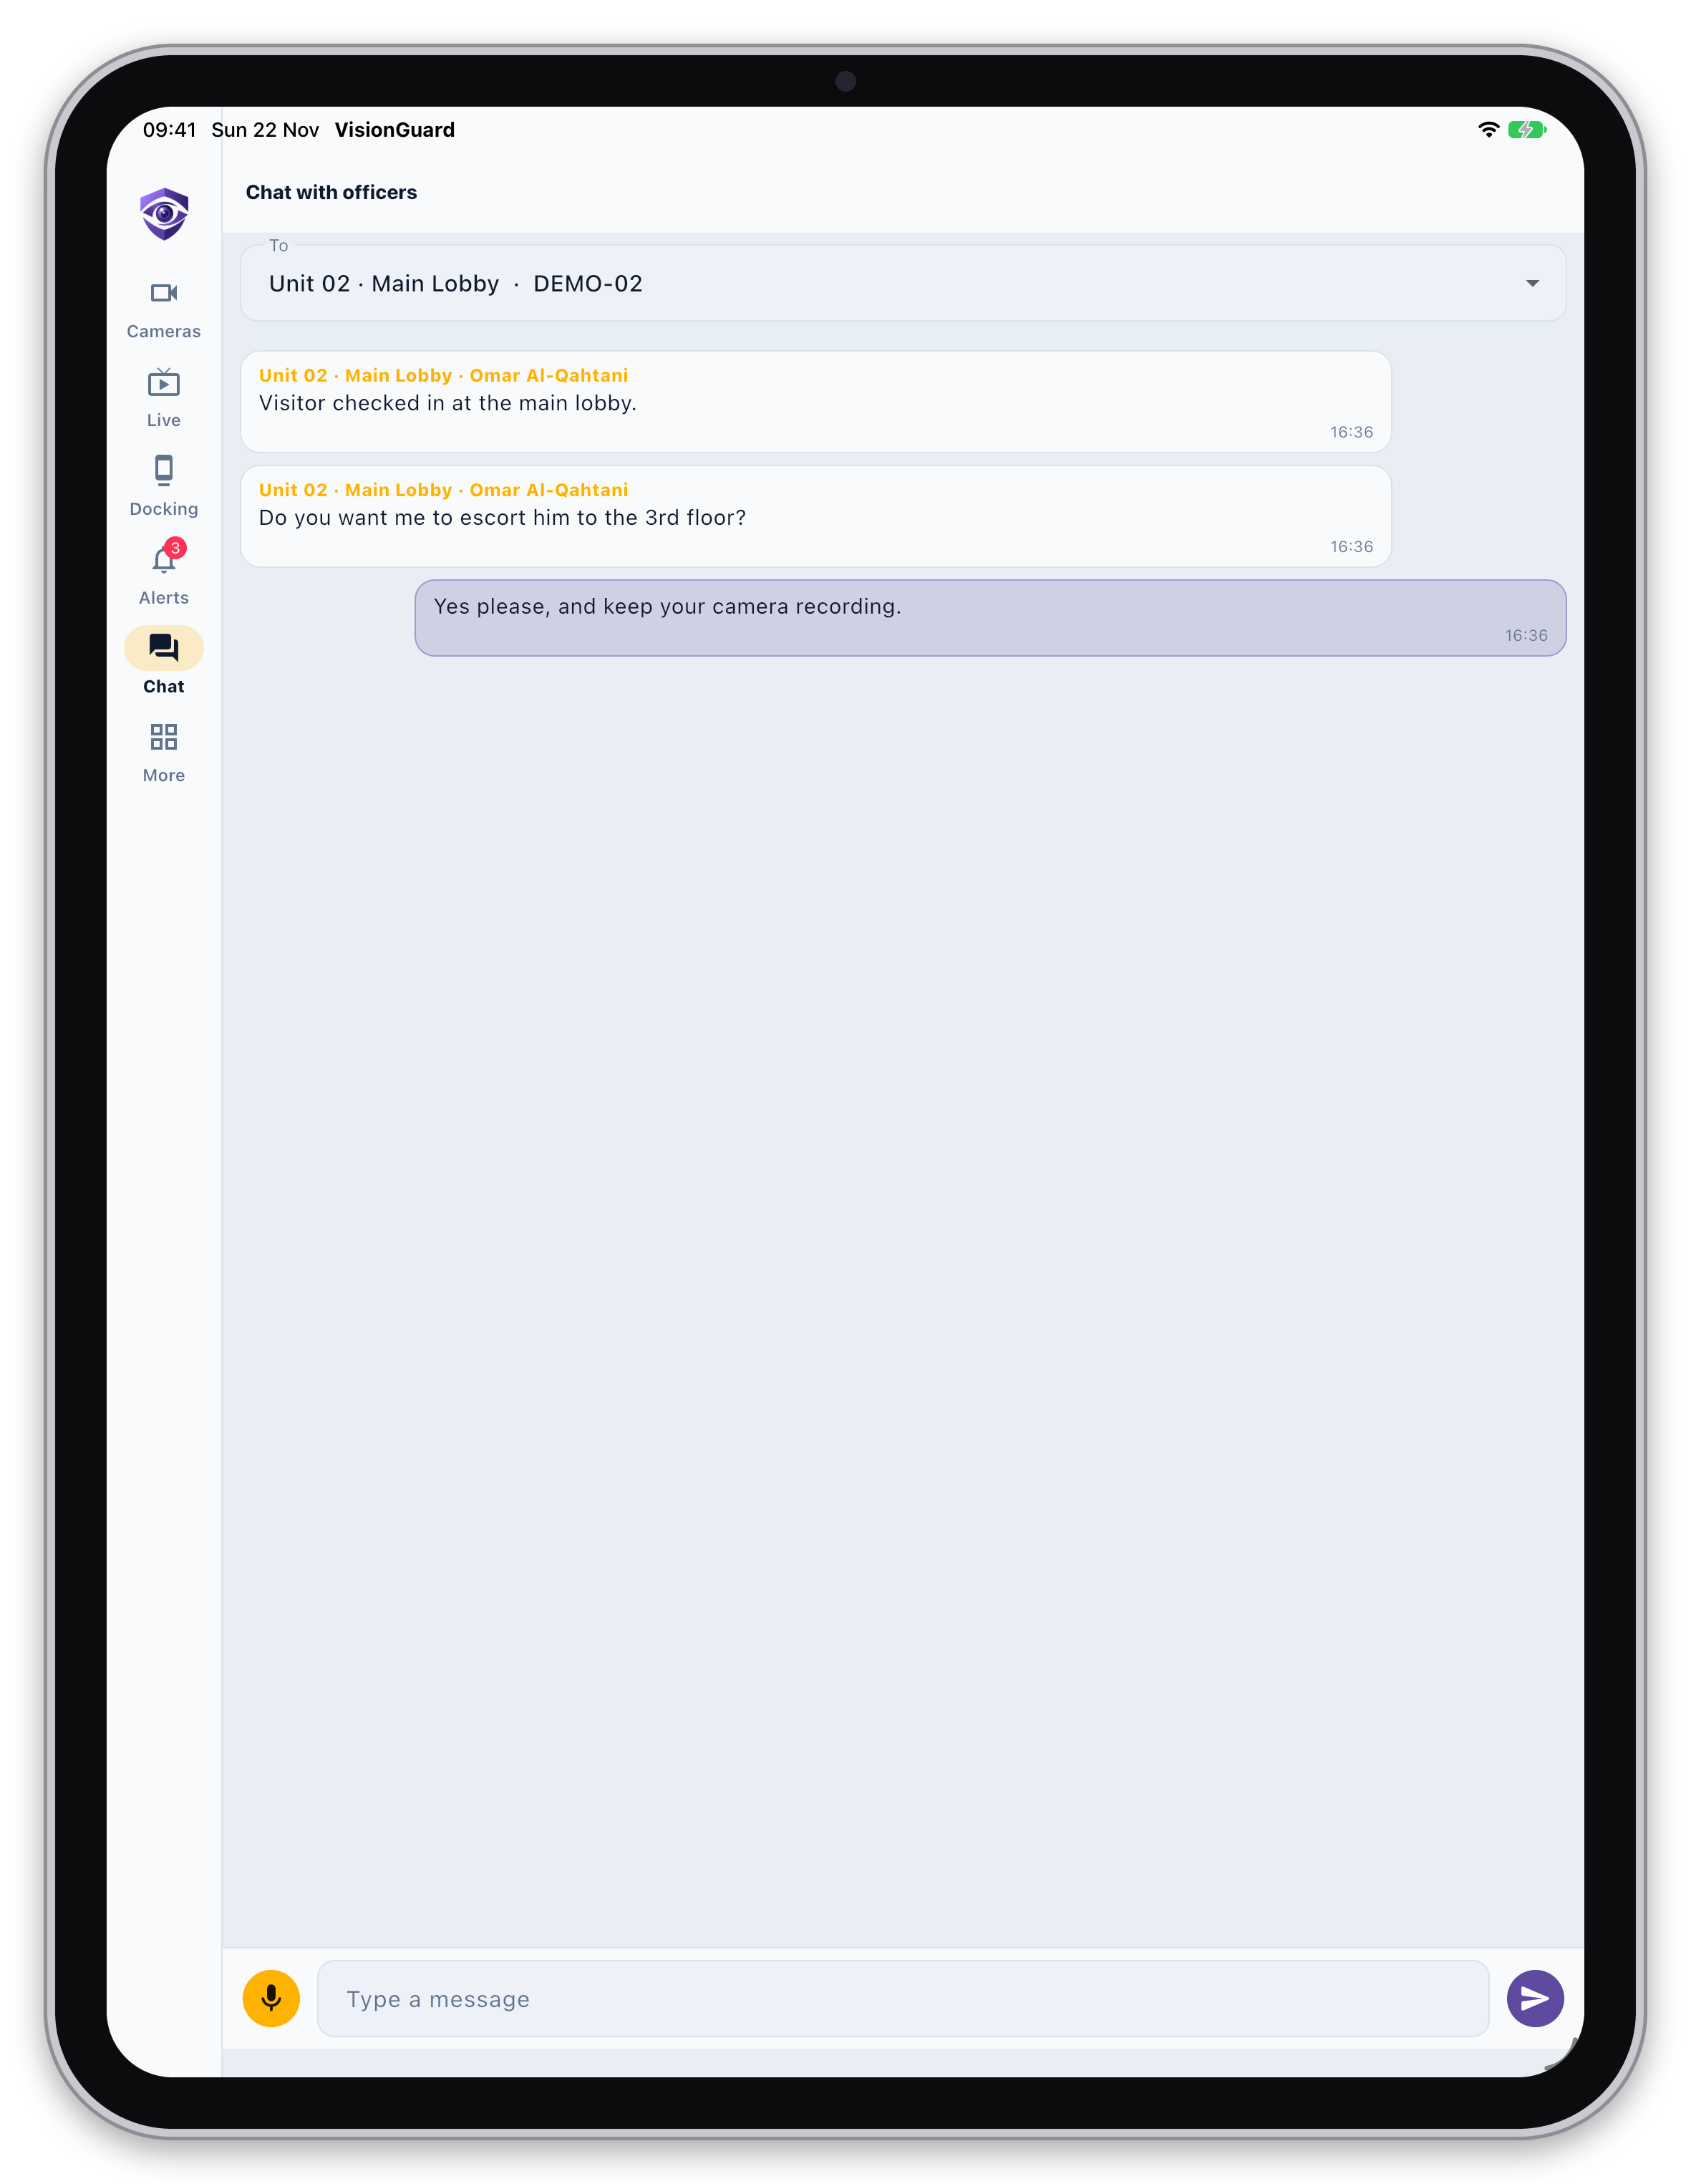 09:41 Sun 22 Nov VisionGuard
Chat with officers
Cameras
Live
Docking
3
Alerts
Chat
More
To
Unit 02 · Main Lobby · DEMO-02
Unit 02 · Main Lobby · Omar Al-Qahtani
Visitor checked in at the main lobby.
16:36
Unit 02 · Main Lobby · Omar Al-Qahtani
Do you want me to escort him to the 3rd floor?
16:36
Yes please, and keep your camera recording.
16:36
Type a message